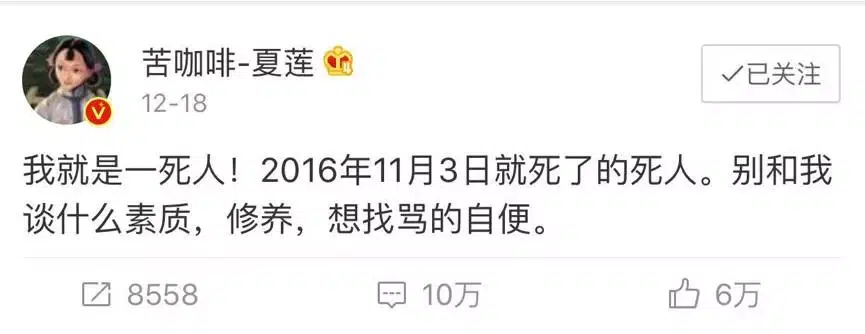 苦咖啡-夏莲
12-18
已关注
我就是一死人！2016年11月3日就死了的死人。别和我
谈什么素质，修养，想找骂的自便。
8558
10万
6万